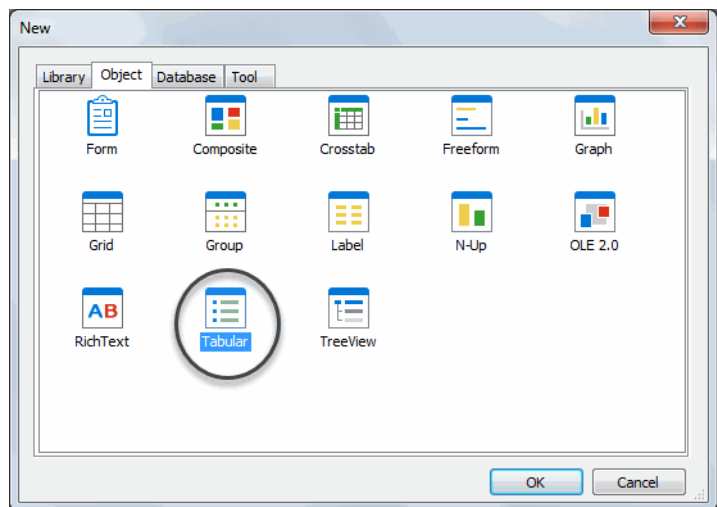 New
Library Object Database Tool
Form Composite Crosstab Freeform Graph
Grid Group Label N-Up OLE 2.0
AB
RichText Tabular TreeView
OK Cancel